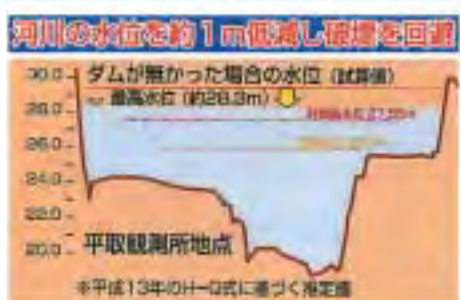 河川の水位を約1m低減し破堤を回避
30.0
ダムが無かった場合の水位（試算値）
28.0
最高水位（約28.3m）
26.0
24.0
22.0
20.0
平取観測所地点
※平成13年のH-Q式に基づく推定値